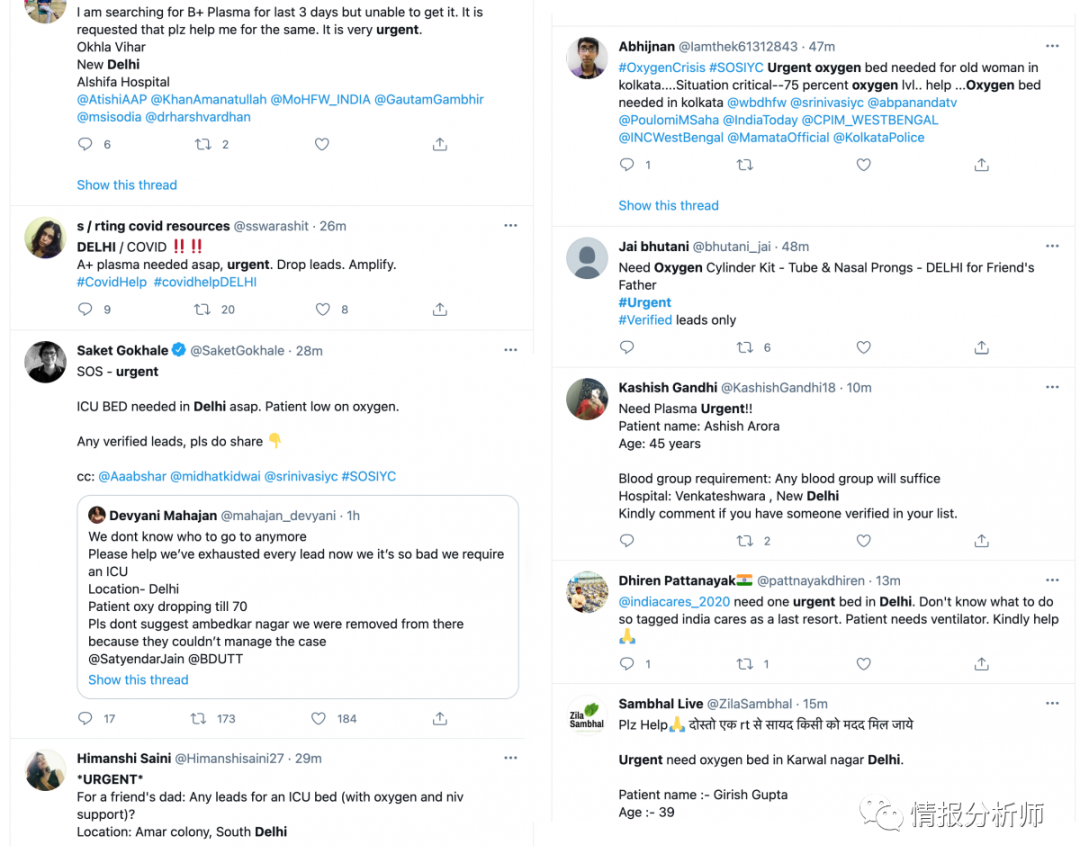 I am searching for B+ Plasma for last 3 days but unable to get it. It is
requested that plz help me for the same. It is very urgent.
Okhla Vihar
New Delhi
Alshifa Hospital
@AtishiAAP @KhanAmanatullah @MoHFW_INDIA @GautamGambhir
@msisodia @drharshvardhan
6 2
Show this thread
s / rting covid resources @sswarashit · 26m
DELHI / COVID ‼️ ‼️
A+ plasma needed asap, urgent. Drop leads. Amplify.
#CovidHelp #covidhelpDELHI
9 20 8
Saket Gokhale @SaketGokhale · 28m
SOS - urgent
ICU BED needed in Delhi asap. Patient low on oxygen.
Any verified leads, pls do share 👇
cc: @Aaabshar @midhatkidwai @srinivasiyc #SOSIYC
Devyani Mahajan @mahajan_devyani · 1h
We dont know who to go to anymore
Please help we’ve exhausted every lead now we it’s so bad we require
an ICU
Location- Delhi
Patient oxy dropping till 70
Pls dont suggest ambedkar nagar we were removed from there
because they couldn’t manage the case
@SatyendarJain @BDUTT
Show this thread
17 173 184
Himanshi Saini @Himanshisaini27 · 29m
*URGENT*
For a friend's dad: Any leads for an ICU bed (with oxygen and niv
support)?
Location: Amar colony, South Delhi
Abhijnan @Iamthek61312843 · 47m
#OxygenCrisis #SOSIYC Urgent oxygen bed needed for old woman in
kolkata....Situation critical--75 percent oxygen lvl.. help ...Oxygen bed
needed in kolkata @wbdhfw @srinivasiyc @abpanandatv
@PoulomiMSaha @IndiaToday @CPIM_WESTBENGAL
@INCWestBengal @MamataOfficial @KolkataPolice
1
Show this thread
Jai bhutani @bhutani_jai · 48m
Need Oxygen Cylinder Kit - Tube & Nasal Prongs - DELHI for Friend's
Father
#Urgent
#Verified leads only
6
Kashish Gandhi @KashishGandhi18 · 10m
Need Plasma Urgent!!
Patient name: Ashish Arora
Age: 45 years
Blood group requirement: Any blood group will suffice
Hospital: Venkateshwara , New Delhi
Kindly comment if you have someone verified in your list.
2
Dhiren Pattanayak🇮🇳 @pattnayakdhiren · 13m
@indiacares_2020 need one urgent bed in Delhi. Don't know what to do
so tagged india cares as a last resort. Patient needs ventilator. Kindly help
🙏
1 1
Zila
Sambhal
Sambhal Live @ZilaSambhal · 15m
Plz Help🙏 दोस्तो एक rt से सायद किसी को मदद मिल जाये
Urgent need oxygen bed in Karwal nagar Delhi.
Patient name :- Girish Gupta
Age :- 39
情报分析师